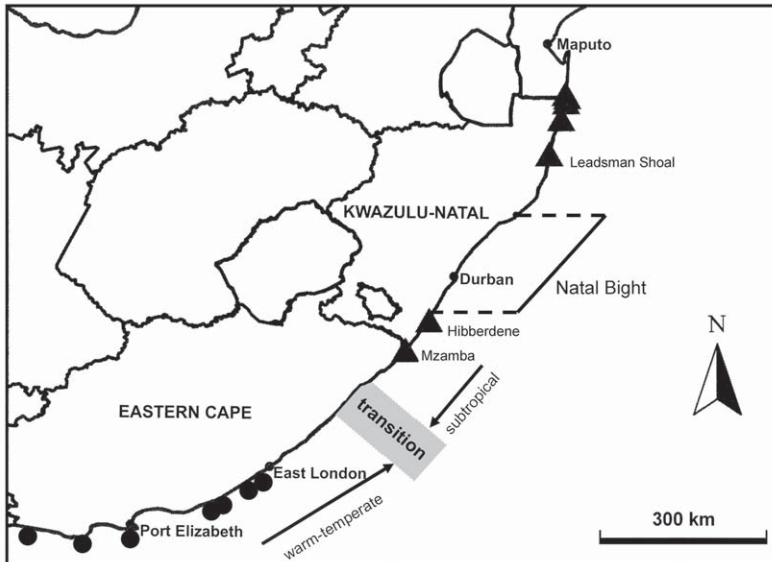 Maputo
Leadsman Shoal
KWAZULU-NATAL
Durban
Natal Bight
Hibberdene
Mzamba
N
EASTERN CAPE
transition
subtropical
East London
Port Elizabeth
warm-temperate
300 km